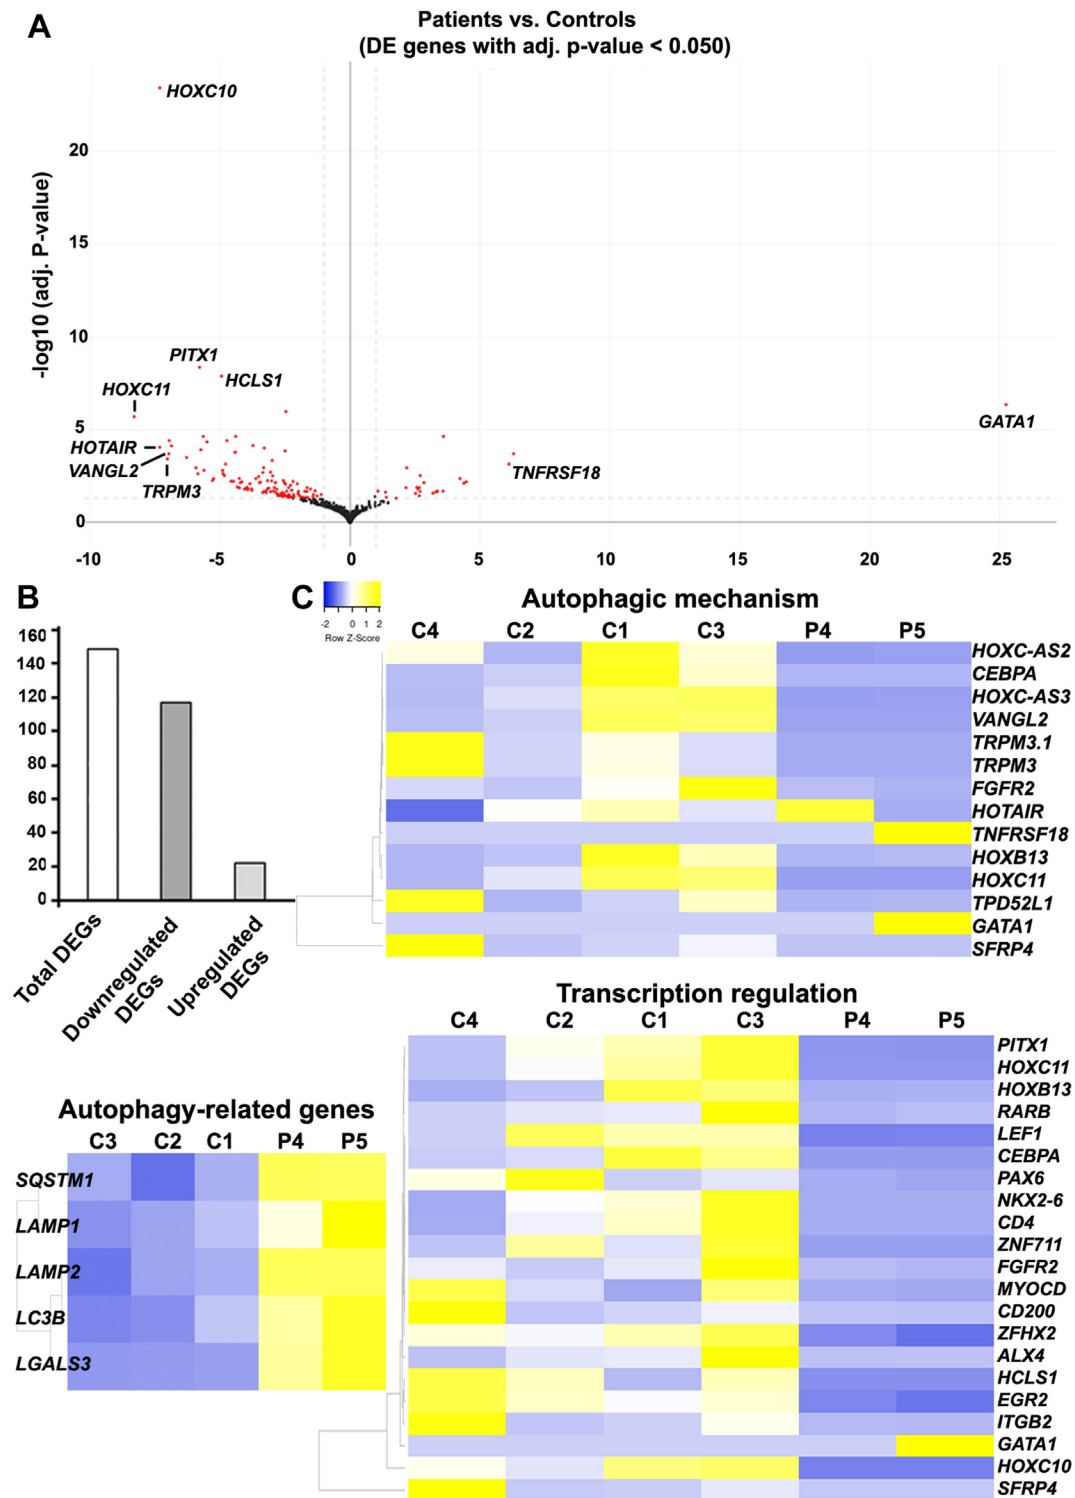 A
Patients vs. Controls
(DE genes with adj. p-value < 0.050)
-log10 (adj. P-value)
20
15
10
5
0
HOXC10
PITX1
HCLS1
HOXC11
HOTAIR
VANGL2
TRPM3
TNFRSF18
GATA1
-10 -5 0 5 10 15 20 25
B
160
140
120
100
80
60
40
20
0
Total DEGs
Downregulated
DEGs
Upregulated
DEGs
C
-2 0 1 2
Row Z-Score
Autophagic mechanism
C4 C2 C1 C3 P4 P5
HOXC-AS2
CEBPA
HOXC-AS3
VANGL2
TRPM3.1
TRPM3
FGFR2
HOTAIR
TNFRSF18
HOXB13
HOXC11
TPD52L1
GATA1
SFRP4
Transcription regulation
C4 C2 C1 C3 P4 P5
PITX1
HOXC11
HOXB13
RARB
LEF1
CEBPA
PAX6
NKX2-6
CD4
ZNF711
FGFR2
MYOCD
CD200
ZFHX2
ALX4
HCLS1
EGR2
ITGB2
GATA1
HOXC10
SFRP4
Autophagy-related genes
C3 C2 C1 P4 P5
SQSTM1
LAMP1
LAMP2
LC3B
LGALS3